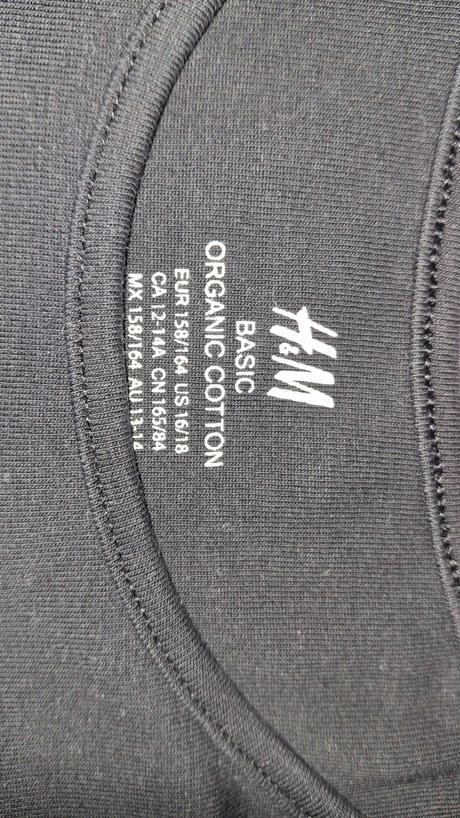 H&M
BASIC
ORGANIC COTTON
EUR 158/164 US 16/18
CA 12-14A CN 165/84
MX 158/164 AU 13-14